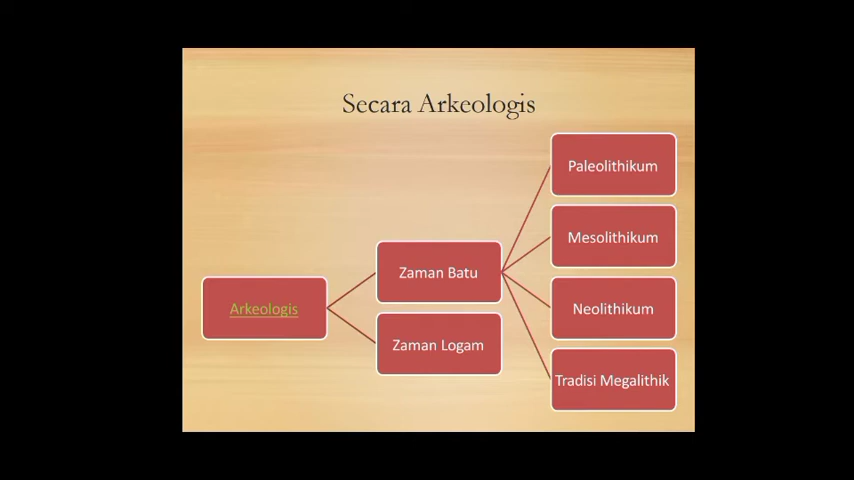 Secara Arkeologis
Arkeologis
Zaman Batu
Zaman Logam
Paleolithikum
Mesolithikum
Neolithikum
Tradisi Megalithik